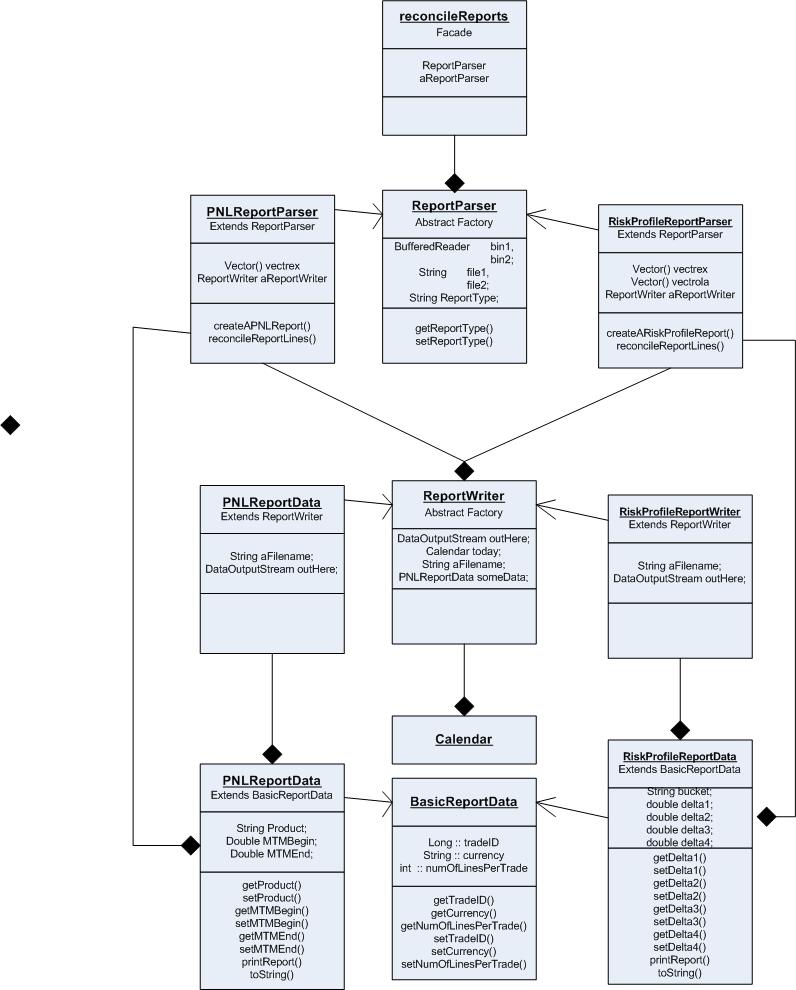 reconcileReports
Facade
ReportParser
aReportParser
PNLReportParser
Extends ReportParser
Vector() vectrex
ReportWriter aReportWriter
createAPNLReport()
reconcileReportLines()
ReportParser
Abstract Factory
BufferedReader bin1,
bin2;
String file1,
file2;
String ReportType;
getReportType()
setReportType()
RiskProfileReportParser
Extends ReportParser
Vector() vectrex
Vector() vectrola
ReportWriter aReportWriter
createARiskProfileReport()
reconcileReportLines()
PNLReportData
Extends ReportWriter
String aFilename;
DataOutputStream outHere;
ReportWriter
Abstract Factory
DataOutputStream outHere;
Calendar today;
String aFilename;
PNLReportData someData;
RiskProfileReportWriter
Extends ReportWriter
String aFilename;
DataOutputStream outHere;
Calendar
PNLReportData
Extends BasicReportData
String Product;
Double MTMBegin;
Double MTMEnd;
getProduct()
setProduct()
getMTMBegin()
setMTMBegin()
getMTMEnd()
setMTMEnd()
printReport()
toString()
BasicReportData
Long :: tradeID
String :: currency
int :: numOfLinesPerTrade
getTradeID()
getCurrency()
getNumOfLinesPerTrade()
setTradeID()
setCurrency()
setNumOfLinesPerTrade()
RiskProfileReportData
Extends BasicReportData
String bucket;
double delta1;
double delta2;
double delta3;
double delta4;
getDelta1()
setDelta1()
getDelta2()
setDelta2()
getDelta3()
setDelta3()
getDelta4()
setDelta4()
printReport()
toString()